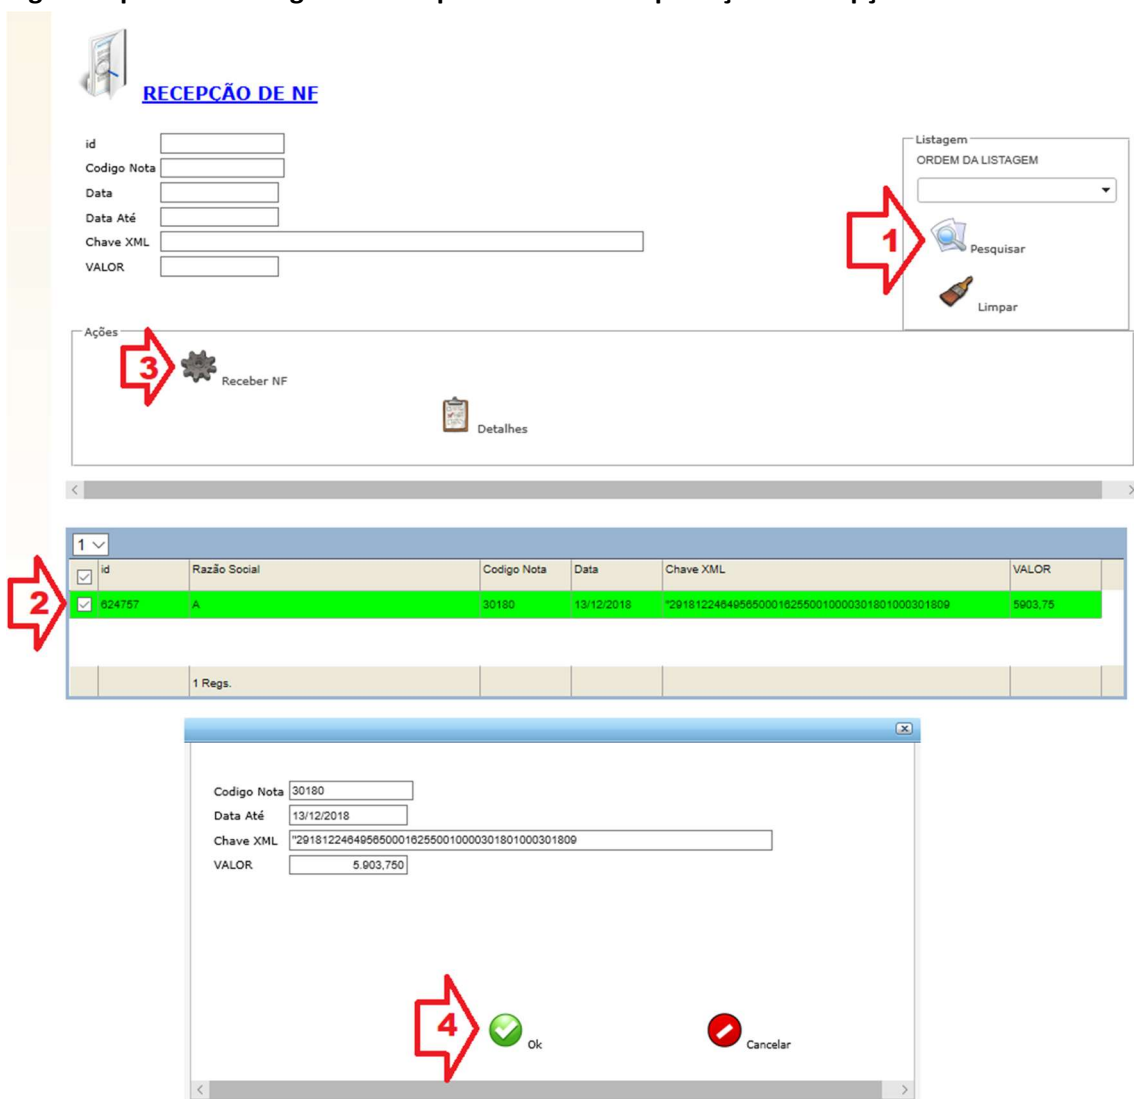 RECEPÇÃO DE NF
id
Codigo Nota
Data
Data Até
Chave XML
VALOR
Listagem
ORDEM DA LISTAGEM
1
Pesquisar
Limpar
Ações
3
Receber NF
Detalhes
1
id Razão Social Codigo Nota Data Chave XML VALOR
2
624757 A 30180 13/12/2018 "29181224649565000162550010000301801000301809 5903,75
1 Regs.
Codigo Nota 30180
Data Até 13/12/2018
Chave XML "29181224649565000162550010000301801000301809
VALOR 5.903,750
4
Ok
Cancelar